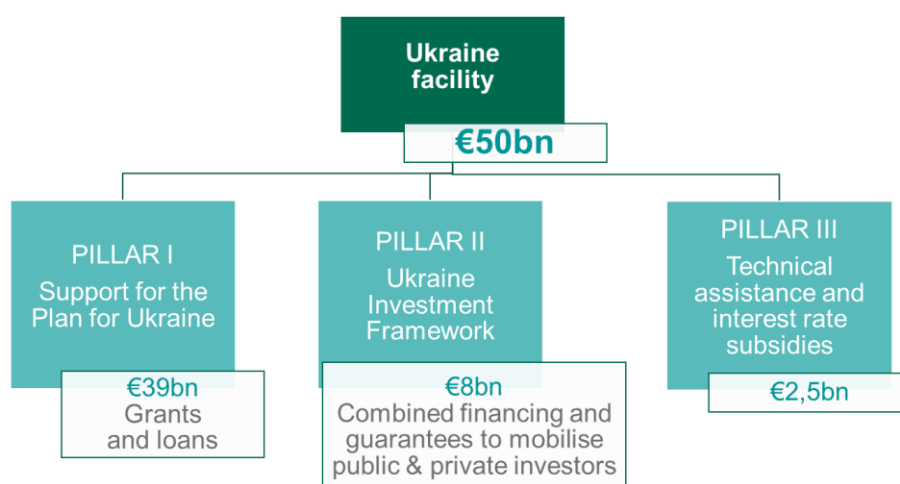 Ukraine
facility
€50bn
PILLAR I
Support for the
Plan for Ukraine
€39bn
Grants
and loans
PILLAR II
Ukraine
Investment
Framework
€8bn
Combined financing and
guarantees to mobilise
public & private investors
PILLAR III
Technical
assistance and
interest rate
subsidies
€2,5bn